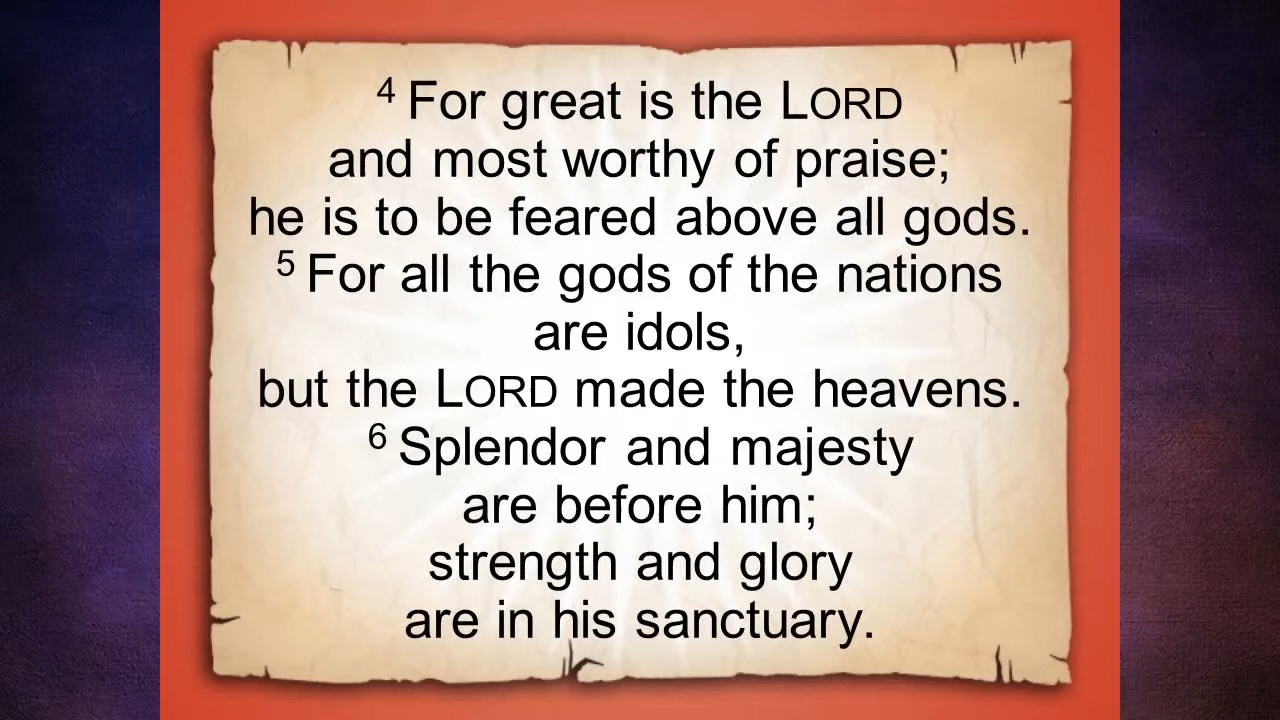 4 For great is the LORD
and most worthy of praise;
he is to be feared above all gods.
5 For all the gods of the nations
are idols,
but the LORD made the heavens.
6 Splendor and majesty
are before him;
strength and glory
are in his sanctuary.